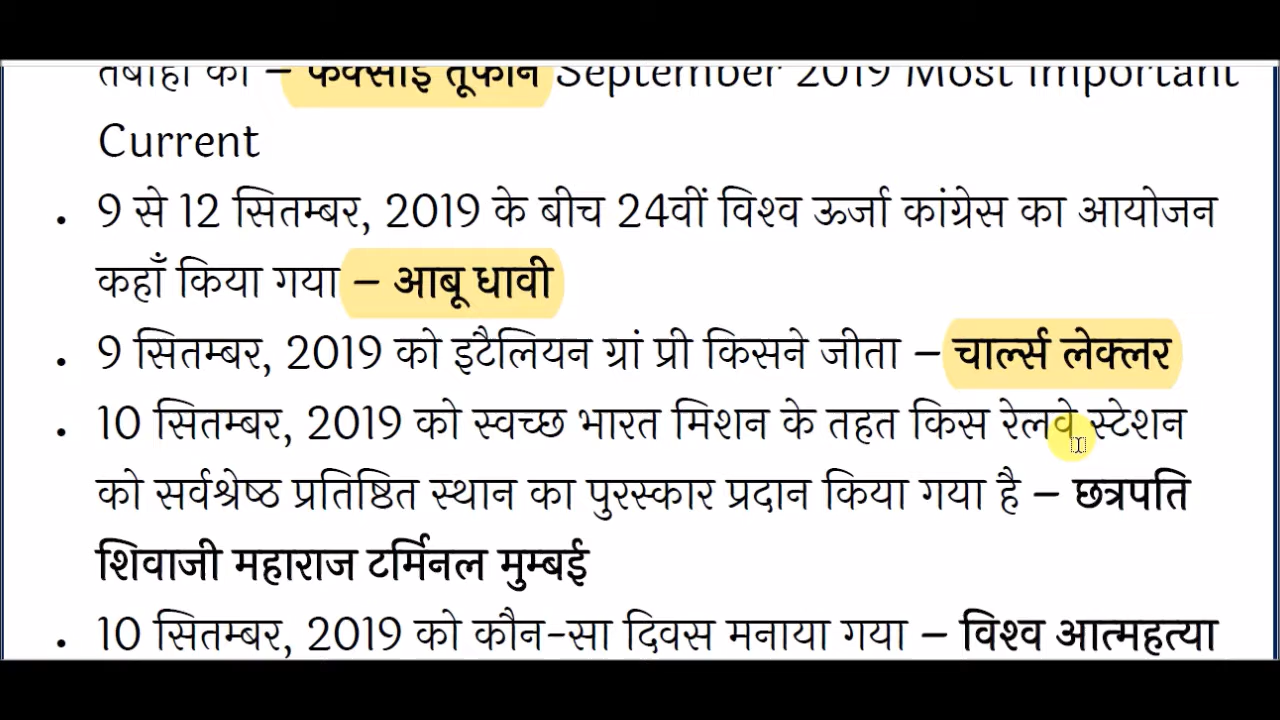 तबाही की – फैक्साई तूफान September 2019 Most Important
Current
• 9 से 12 सितम्बर, 2019 के बीच 24वीं विश्व ऊर्जा कांग्रेस का आयोजन
कहाँ किया गया – आबू धावी
• 9 सितम्बर, 2019 को इटैलियन ग्रां प्री किसने जीता – चार्ल्स लेक्लर
• 10 सितम्बर, 2019 को स्वच्छ भारत मिशन के तहत किस रेलवे स्टेशन
को सर्वश्रेष्ठ प्रतिष्ठित स्थान का पुरस्कार प्रदान किया गया है – छत्रपति
शिवाजी महाराज टर्मिनल मुम्बई
• 10 सितम्बर, 2019 को कौन-सा दिवस मनाया गया – विश्व आत्महत्या